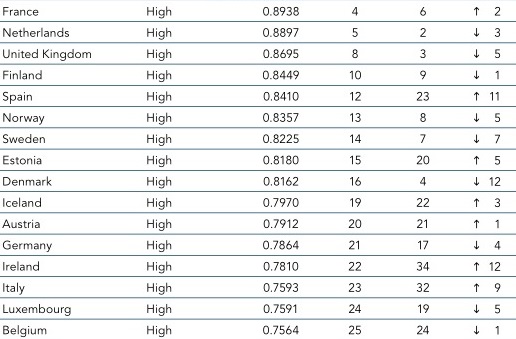 France High 0.8938 4 6 ↑ 2
Netherlands High 0.8897 5 2 ↓ 3
United Kingdom High 0.8695 8 3 ↓ 5
Finland High 0.8449 10 9 ↓ 1
Spain High 0.8410 12 23 ↑ 11
Norway High 0.8357 13 8 ↓ 5
Sweden High 0.8225 14 7 ↓ 7
Estonia High 0.8180 15 20 ↑ 5
Denmark High 0.8162 16 4 ↓ 12
Iceland High 0.7970 19 22 ↑ 3
Austria High 0.7912 20 21 ↑ 1
Germany High 0.7864 21 17 ↓ 4
Ireland High 0.7810 22 34 ↑ 12
Italy High 0.7593 23 32 ↑ 9
Luxembourg High 0.7591 24 19 ↓ 5
Belgium High 0.7564 25 24 ↓ 1